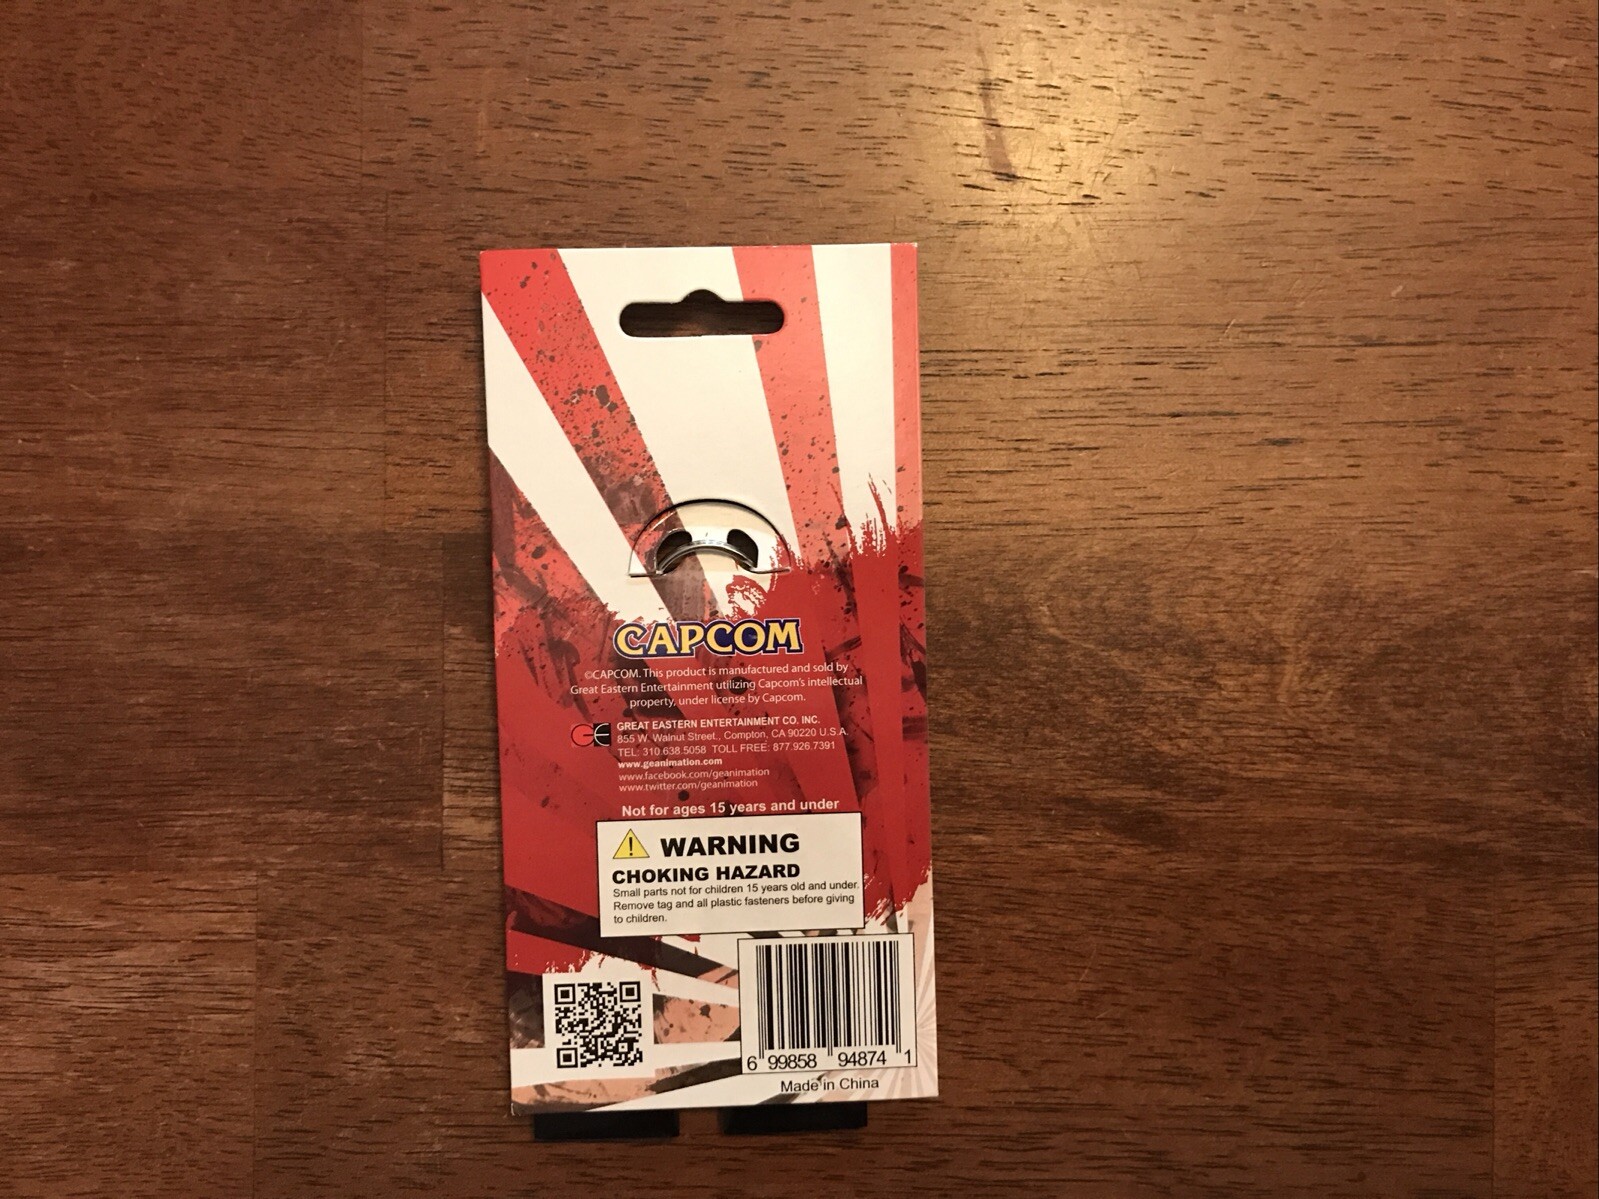 CAPCOM
©CAPCOM. This product is manufactured and sold by
Great Eastern Entertainment utilizing Capcom's intellectual
property, under license by Capcom.
GE
GREAT EASTERN ENTERTAINMENT CO. INC.
855 W. Walnut Street., Compton, CA 90220 U.S.A.
TEL: 310.638.5058 TOLL FREE: 877.926.7391
www.geanimation.com
www.facebook.com/geanimation
www.twitter.com/geanimation
Not for ages 15 years and under
WARNING
CHOKING HAZARD
Small parts not for children 15 years old and under.
Remove tag and all plastic fasteners before giving
to children.
6 99858 94874 1
Made in China